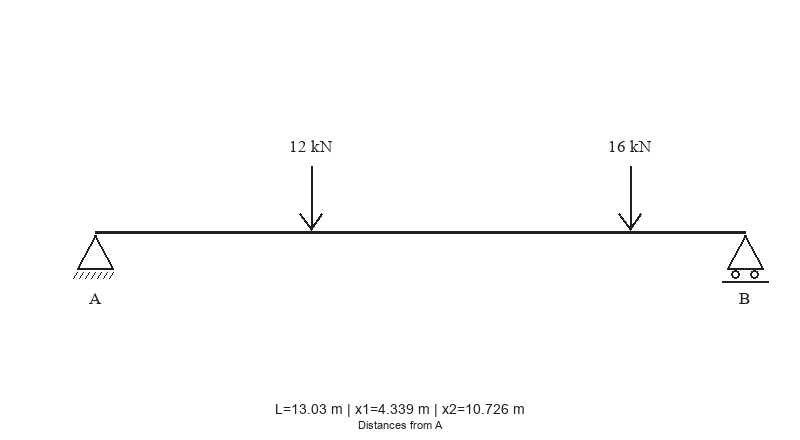 12 kN 16 kN
A B
L=13.03 m | x1=4.339 m | x2=10.726 m
Distances from A